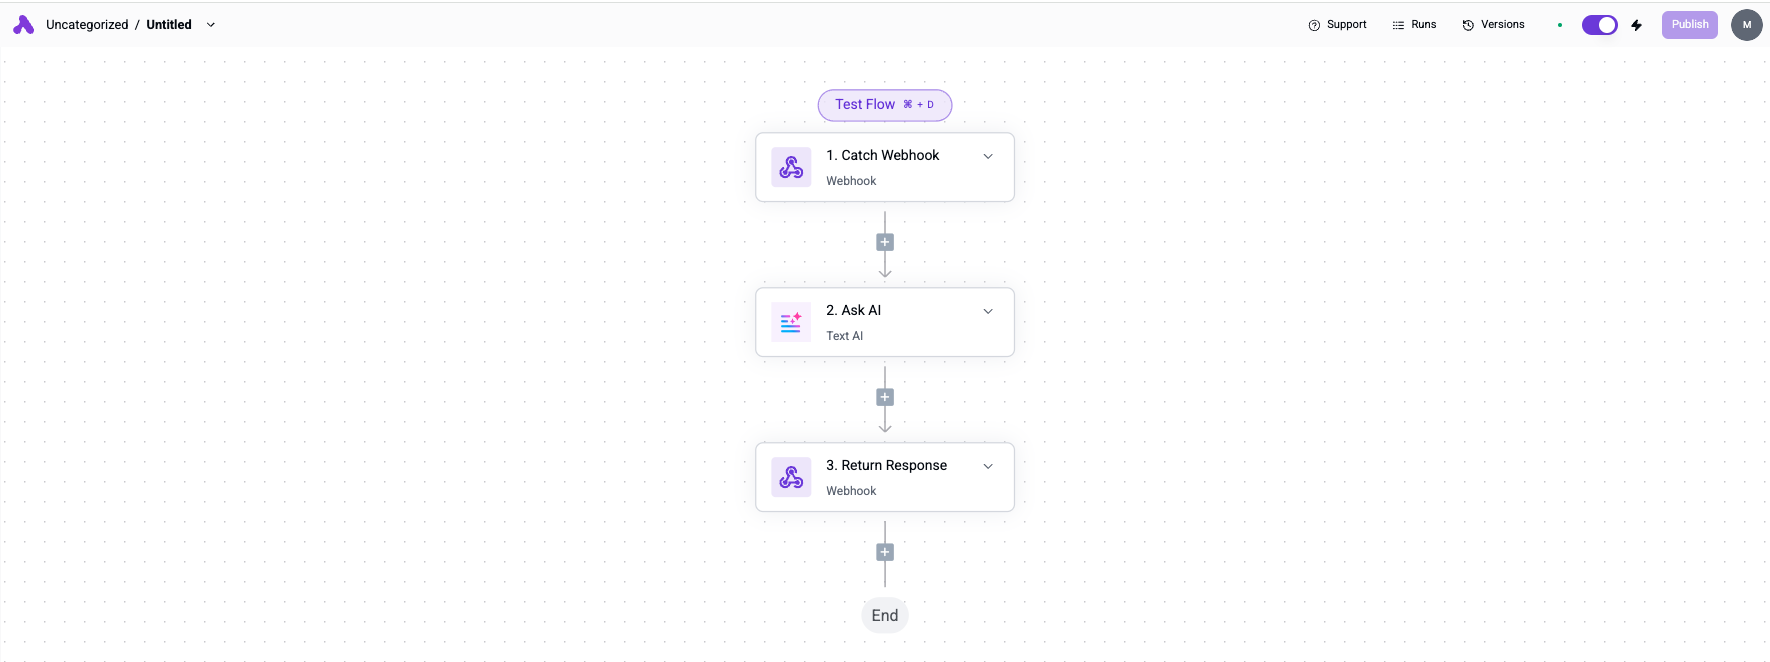 Uncategorized / Untitled
Support
Runs
Versions
Publish
M
Test Flow ⌘ + D
1. Catch Webhook
Webhook
2. Ask AI
Text AI
3. Return Response
Webhook
End